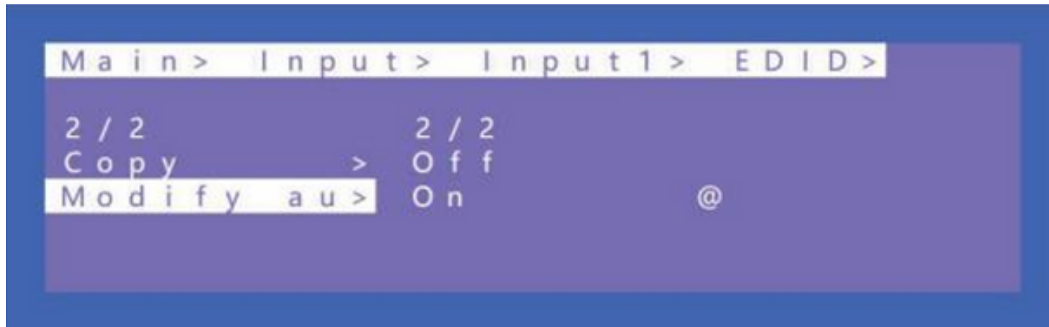 Main> Input> Input1> EDID>
2/2 2/2
Copy > Off
Modify au> On @